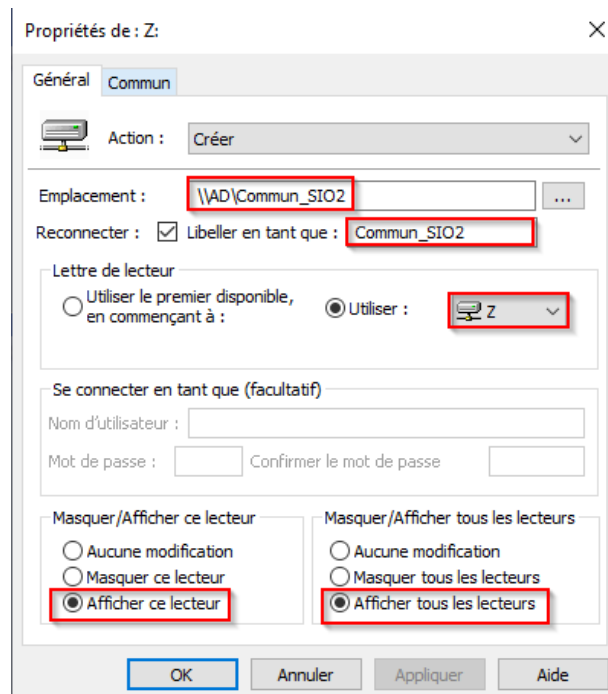 Propriétés de : Z:
Général Commun
Action : Créer
Emplacement : \\AD\Commun_SIO2 ...
Reconnecter : Libeller en tant que : Commun_SIO2
Lettre de lecteur
Utiliser le premier disponible,
en commençant à :
Utiliser : Z
Se connecter en tant que (facultatif)
Nom d'utilisateur :
Mot de passe : Confirmer le mot de passe
Masquer/Afficher ce lecteur
Aucune modification
Masquer ce lecteur
Afficher ce lecteur
Masquer/Afficher tous les lecteurs
Aucune modification
Masquer tous les lecteurs
Afficher tous les lecteurs
OK Annuler Appliquer Aide